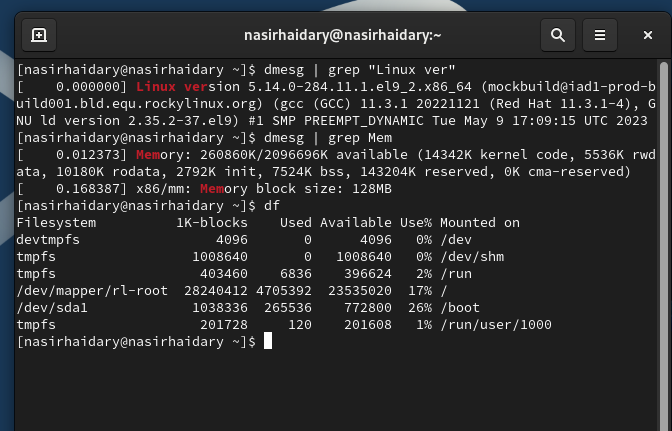 nasirhaidary@nasirhaidary:~
[nasirhaidary@nasirhaidary ~]$ dmesg | grep "Linux ver"
[    0.000000] Linux version 5.14.0-284.11.1.el9_2.x86_64 (mockbuild@iad1-prod-b
uild001.bld.equ.rockylinux.org) (gcc (GCC) 11.3.1 20221121 (Red Hat 11.3.1-4), G
NU ld version 2.35.2-37.el9) #1 SMP PREEMPT_DYNAMIC Tue May 9 17:09:15 UTC 2023
[nasirhaidary@nasirhaidary ~]$ dmesg | grep Mem
[    0.012373] Memory: 260860K/2096696K available (14342K kernel code, 5536K rwd
ata, 10180K rodata, 2792K init, 7524K bss, 143204K reserved, 0K cma-reserved)
[    0.168387] x86/mm: Memory block size: 128MB
[nasirhaidary@nasirhaidary ~]$ df
Filesystem          1K-blocks    Used Available Use% Mounted on
devtmpfs                 4096       0      4096   0% /dev
tmpfs                 1008640       0   1008640   0% /dev/shm
tmpfs                  403460    6836    396624   2% /run
/dev/mapper/rl-root  28240412 4705392  23535020  17% /
/dev/sda1             1038336  265536    772800  26% /boot
tmpfs                  201728     120    201608   1% /run/user/1000
[nasirhaidary@nasirhaidary ~]$